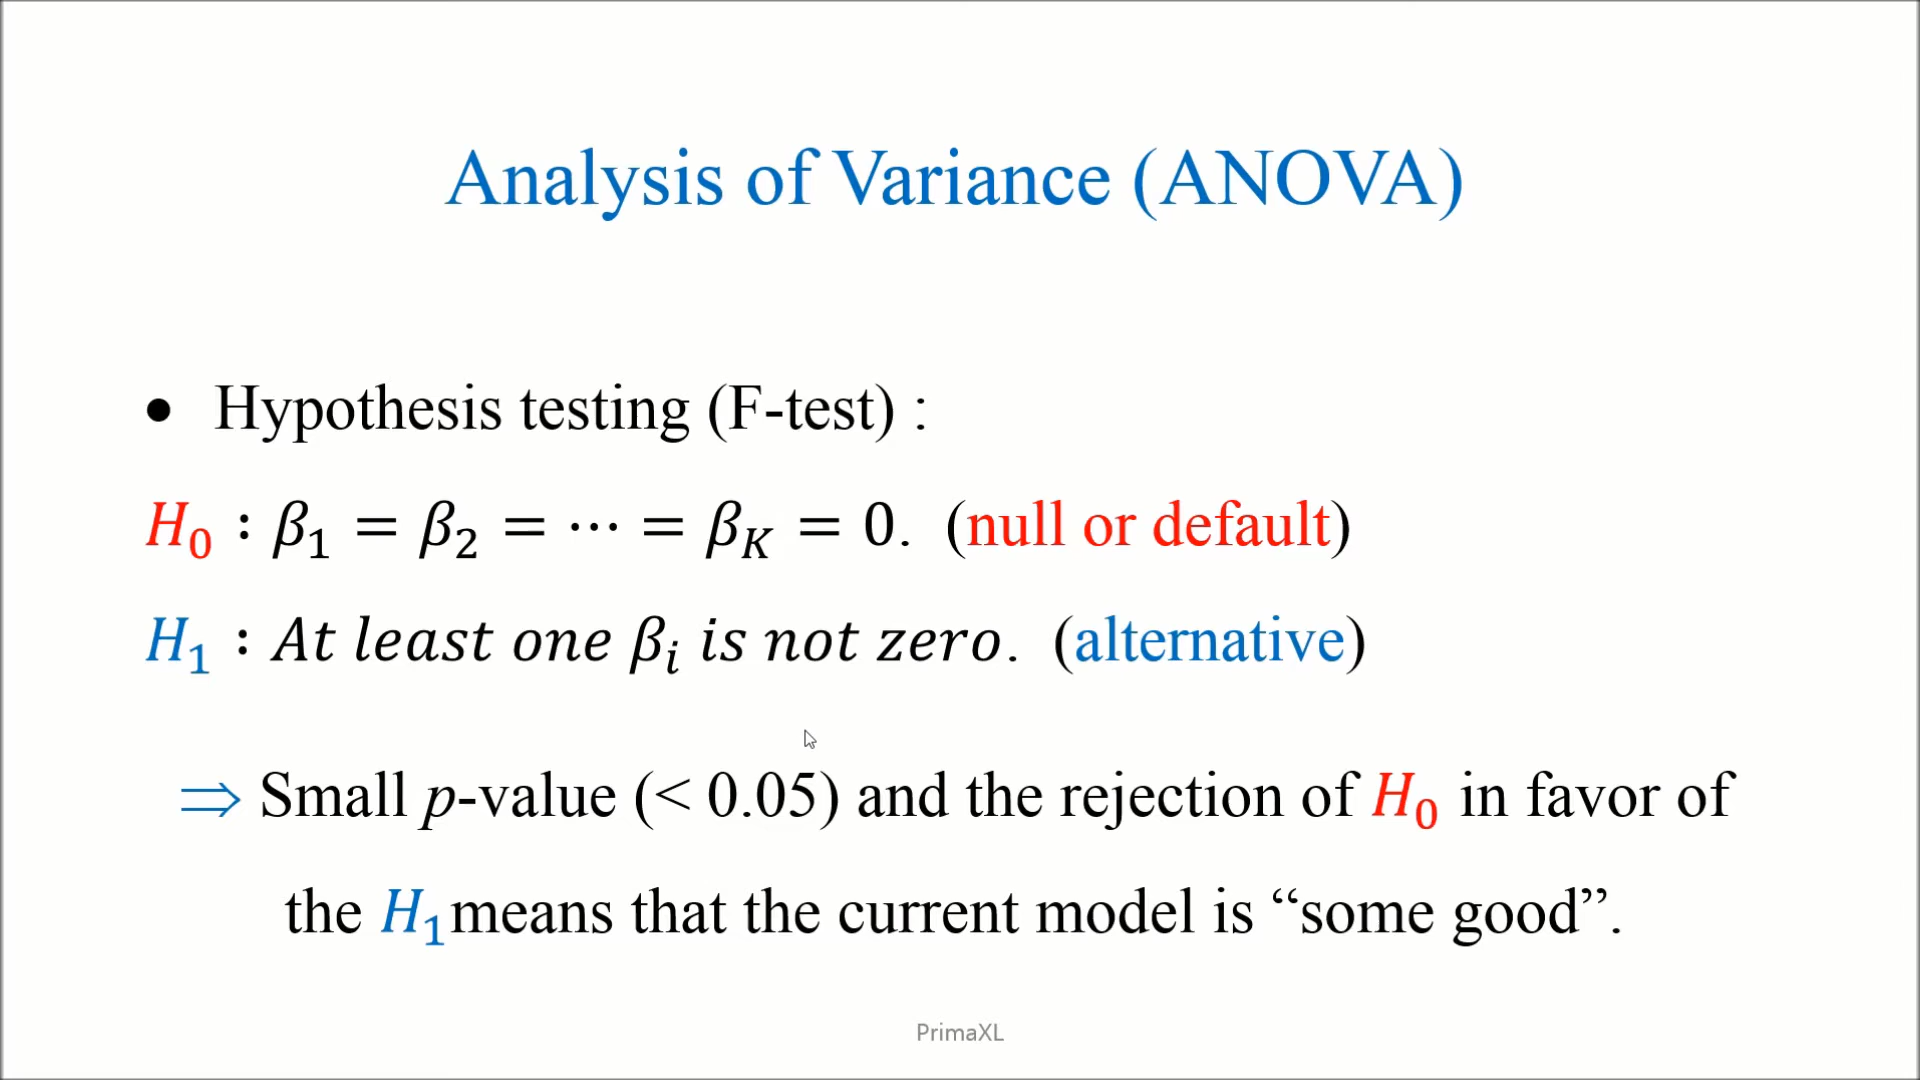 Analysis of Variance (ANOVA)
• Hypothesis testing (F-test) :
H₀ : β₁ = β₂ = ⋯ = β_K = 0. (null or default)
H₁ : At least one βᵢ is not zero. (alternative)
⇒ Small p-value (< 0.05) and the rejection of H₀ in favor of
the H₁ means that the current model is “some good”.
PrimaXL